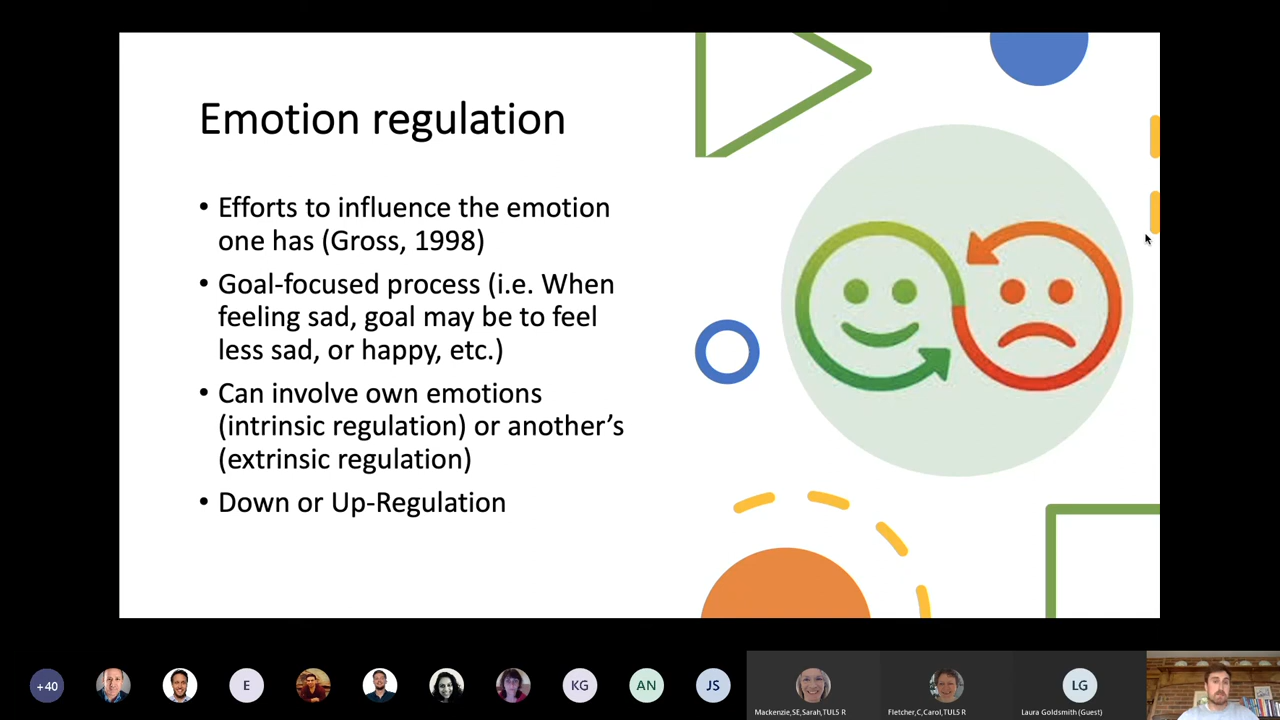 Emotion regulation
• Efforts to influence the emotion
one has (Gross, 1998)
• Goal-focused process (i.e. When
feeling sad, goal may be to feel
less sad, or happy, etc.)
• Can involve own emotions
(intrinsic regulation) or another’s
(extrinsic regulation)
• Down or Up-Regulation
+40
E
KG
AN
JS
LG
Mackenzie,SE,Sarah,TUL5 R
Fletcher,C,Carol,TUL5 R
Laura Goldsmith (Guest)